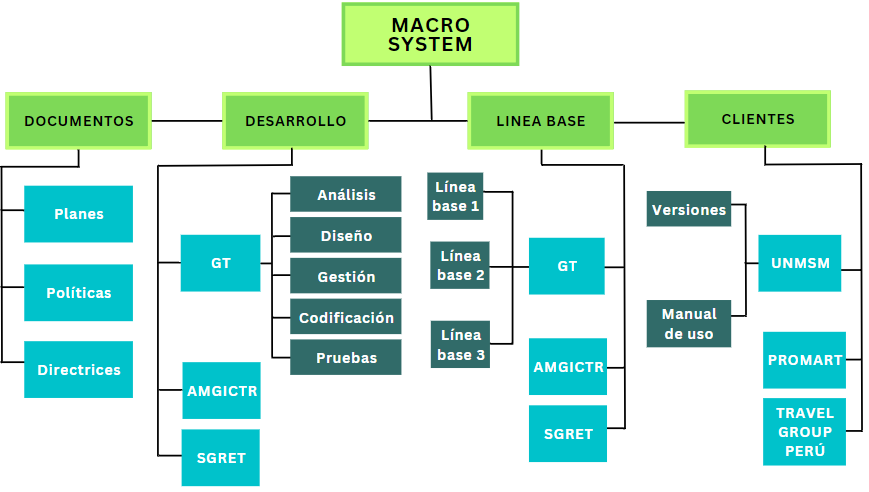 MACRO
SYSTEM
DOCUMENTOS
DESARROLLO
LINEA BASE
CLIENTES
Planes
Políticas
Directrices
GT
Análisis
Diseño
Gestión
Codificación
Pruebas
AMGICTR
SGRET
Línea
base 1
Línea
base 2
Línea
base 3
GT
AMGICTR
SGRET
Versiones
Manual
de uso
UNMSM
PROMART
TRAVEL
GROUP
PERÚ